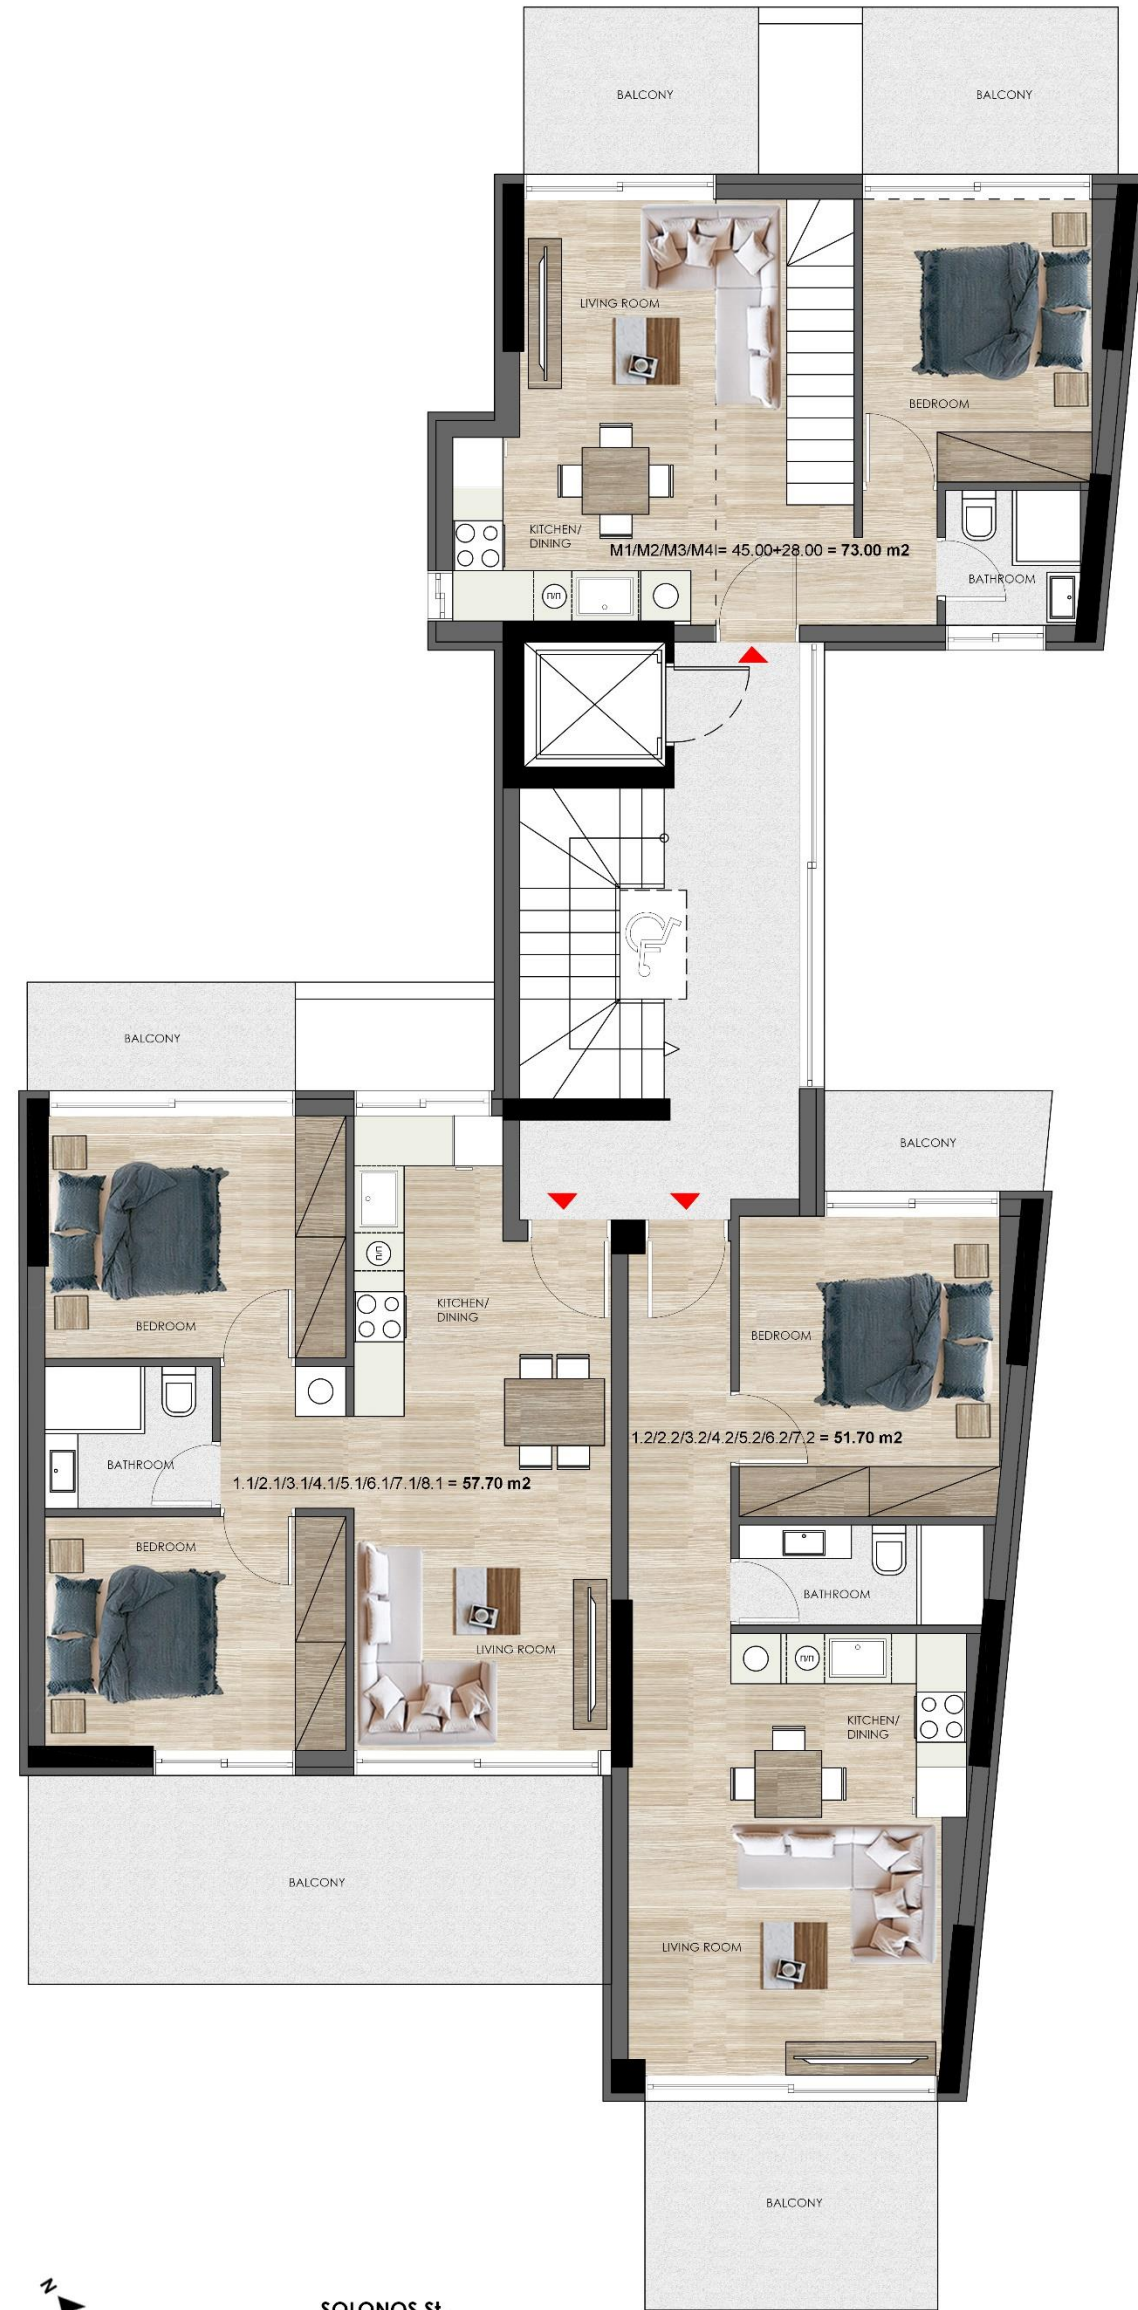 BALCONY
BALCONY
LIVING ROOM
BEDROOM
KITCHEN/
DINING
M1/M2/M3/M4= 45.00+28.00 = 73.00 m2
BATHROOM
П/П
BALCONY
BALCONY
П/П
KITCHEN/
DINING
BEDROOM
BEDROOM
1.2/2.2/3.2/4.2/5.2/6.2/7.2 = 51.70 m2
BATHROOM
1.1/2.1/3.1/4.1/5.1/6.1/7.1/8.1 = 57.70 m2
BEDROOM
BATHROOM
LIVING ROOM
П/П
KITCHEN/
DINING
BALCONY
LIVING ROOM
BALCONY
N
SOLONOS St